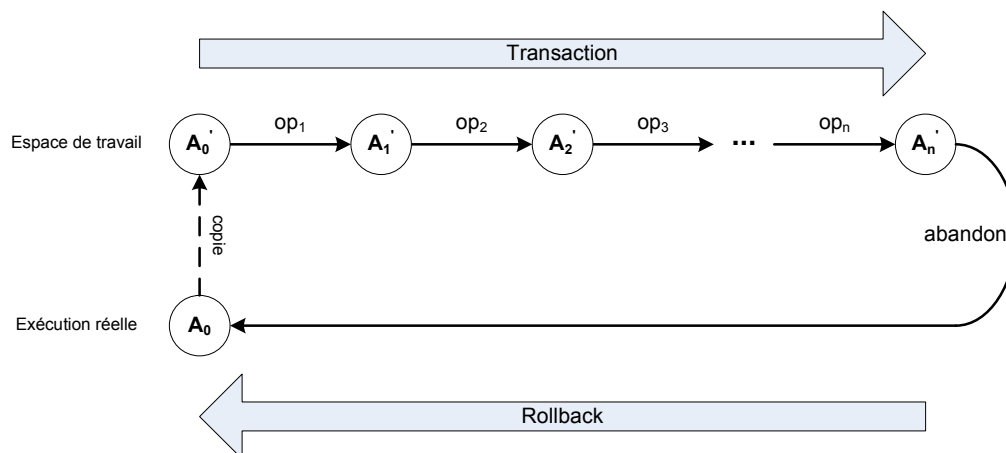 Transaction
Espace de travail
A0'
op1
A1'
op2
A2'
op3
...
opn
An'
copie
abandon
Exécution réelle
A0
Rollback